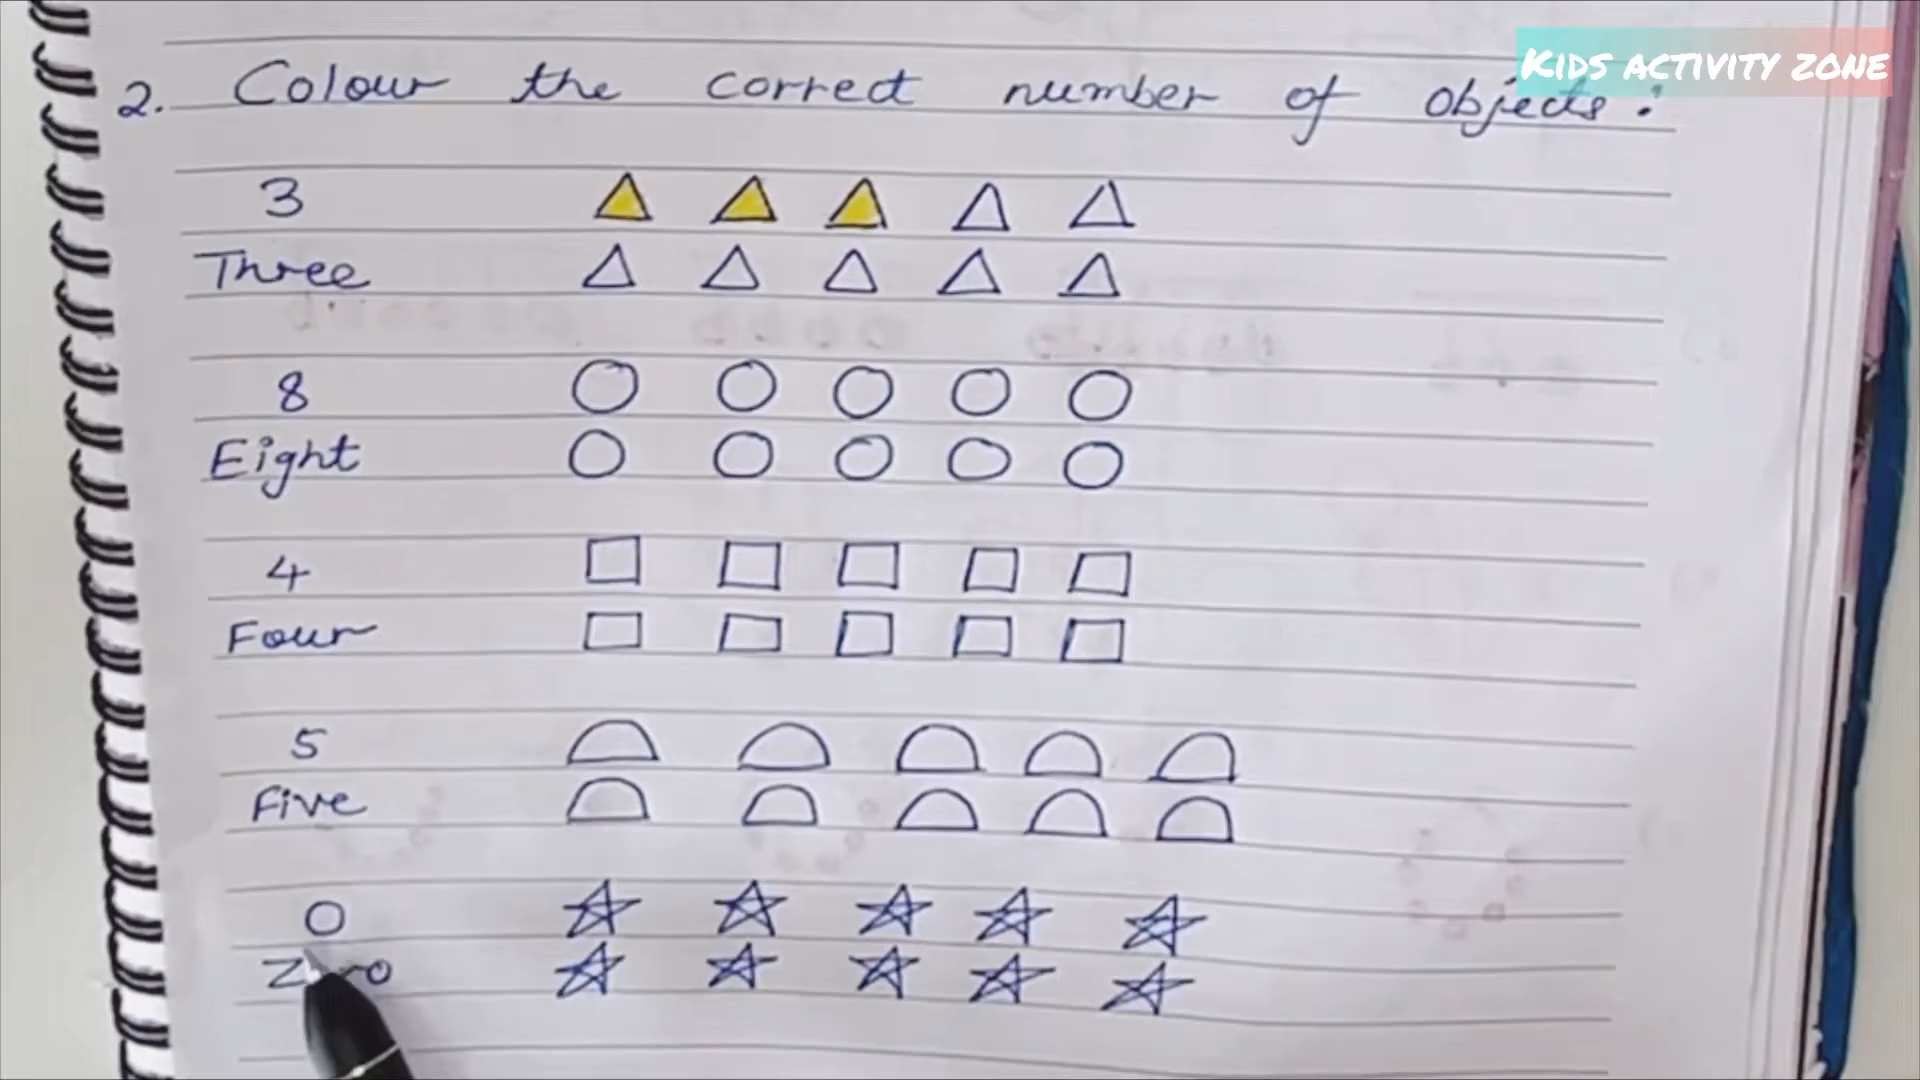 KIDS ACTIVITY ZONE
2. Colour the correct number of objects:
3
Three
8
Eight
4
Four
5
Five
0